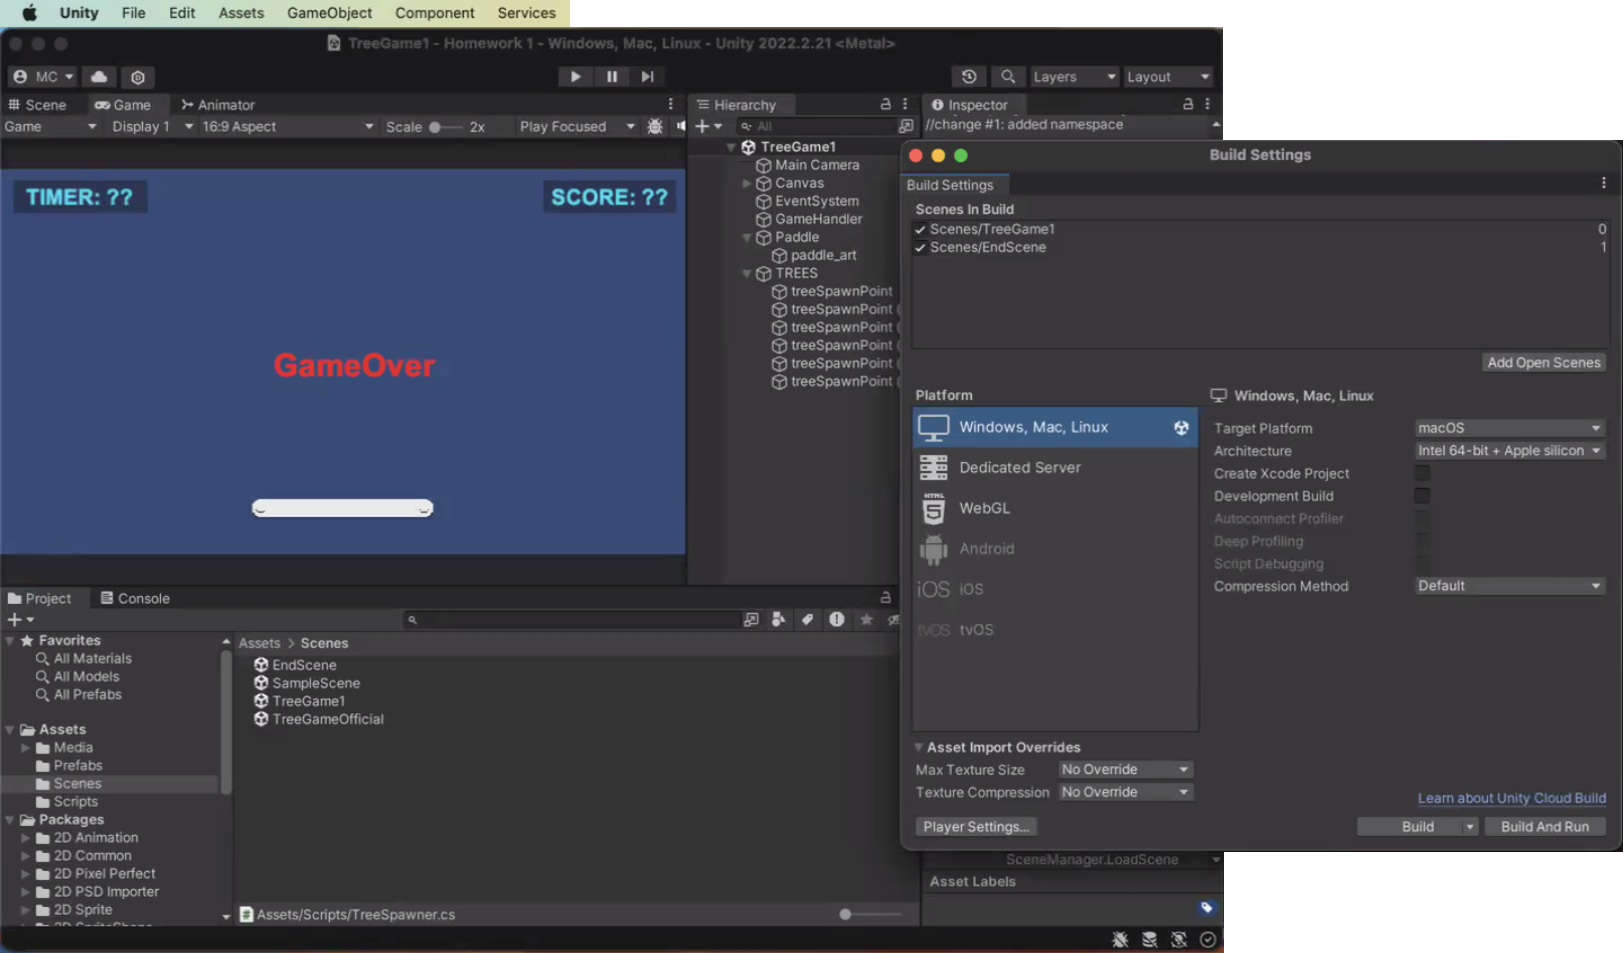 Unity File Edit Assets GameObject Component Services
TreeGame1 - Homework 1 - Windows, Mac, Linux - Unity 2022.2.21 <Metal>
MC
Layers Layout
Scene Game Animator
Game Display 1 16:9 Aspect Scale 2x Play Focused
TIMER: ??
SCORE: ??
GameOver
Hierarchy
All
TreeGame1
Main Camera
Canvas
EventSystem
GameHandler
Paddle
paddle_art
TREES
treeSpawnPoint
treeSpawnPoint (
treeSpawnPoint (
treeSpawnPoint (
treeSpawnPoint (
treeSpawnPoint (
Inspector
//change #1: added namespace
Build Settings
Build Settings
Scenes In Build
Scenes/TreeGame1 0
Scenes/EndScene 1
Add Open Scenes
Platform
Windows, Mac, Linux
Dedicated Server
HTML
5
WebGL
Android
iOS iOS
tvOS tvOS
Windows, Mac, Linux
Target Platform macOS
Architecture Intel 64-bit + Apple silicon
Create Xcode Project
Development Build
Autoconnect Profiler
Deep Profiling
Script Debugging
Compression Method Default
Asset Import Overrides
Max Texture Size No Override
Texture Compression No Override
Learn about Unity Cloud Build
Player Settings...
Build Build And Run
SceneManager.LoadScene
Asset Labels
Project Console
Favorites
All Materials
All Models
All Prefabs
Assets
Media
Prefabs
Scenes
Scripts
Packages
2D Animation
2D Common
2D Pixel Perfect
2D PSD Importer
2D Sprite
2D SpriteShape
Assets > Scenes
EndScene
SampleScene
TreeGame1
TreeGameOfficial
Assets/Scripts/TreeSpawner.cs